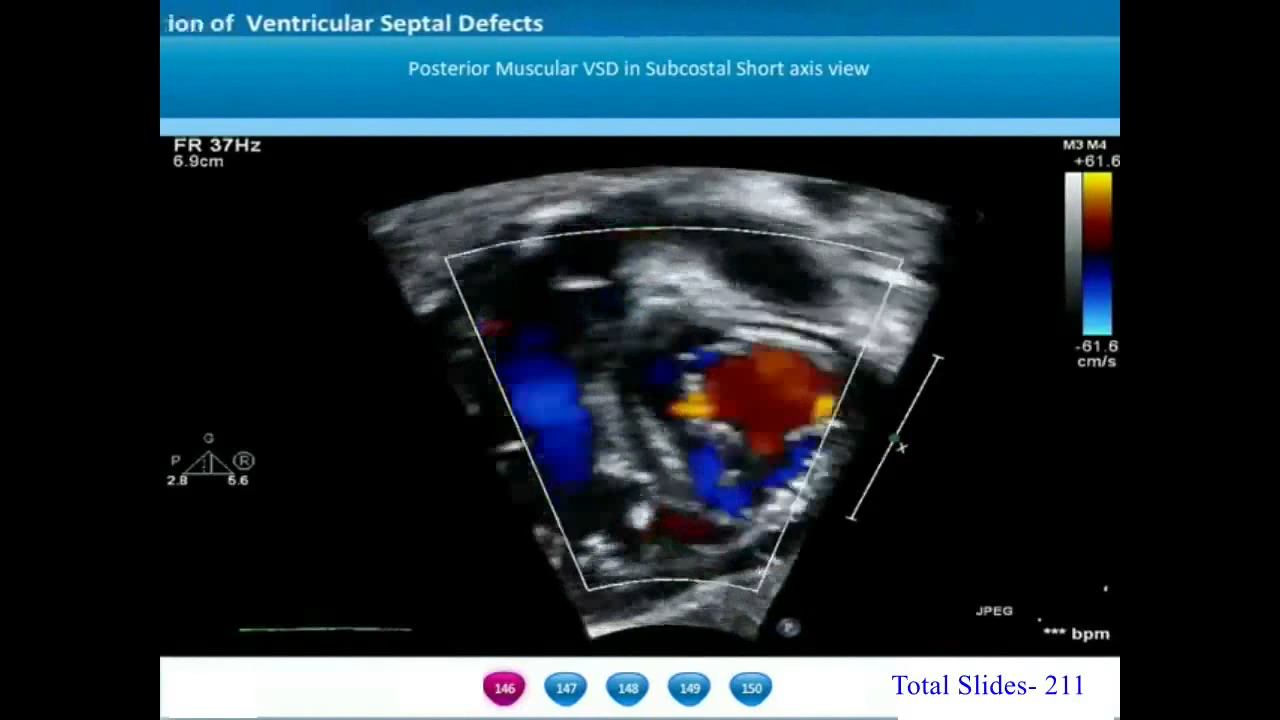 ion of Ventricular Septal Defects
Posterior Muscular VSD in Subcostal Short axis view
FR 37Hz
6.9cm
M3 M4
+61.6
-61.6
cm/s
G
P R
2.8 5.6
x
JPEG
*** bpm
P
146 147 148 149 150
Total Slides- 211